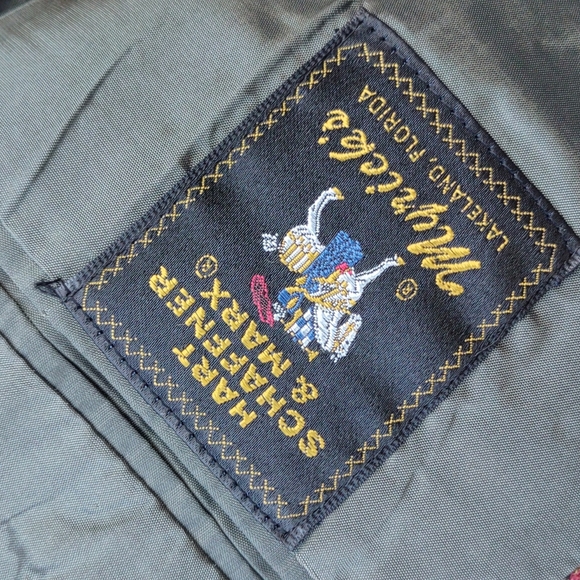 HART
SCHAFFNER
& MARX®
®
Myrick's
LAKELAND, FLORIDA